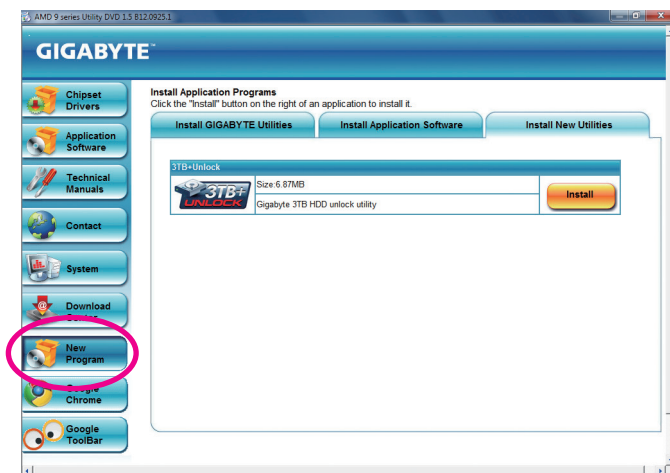 AMD 9 series Utility DVD 1.5 B12.0925.1
GIGABYTE™
Chipset
Drivers
Application
Software
Technical
Manuals
Contact
System
Download
New
Program
Google
Chrome
Google
ToolBar
Install Application Programs
Click the "Install" button on the right of an application to install it.
Install GIGABYTE Utilities
Install Application Software
Install New Utilities
3TB+Unlock
3TB+
UNLOCK
Size:6.87MB
Gigabyte 3TB HDD unlock utility
Install